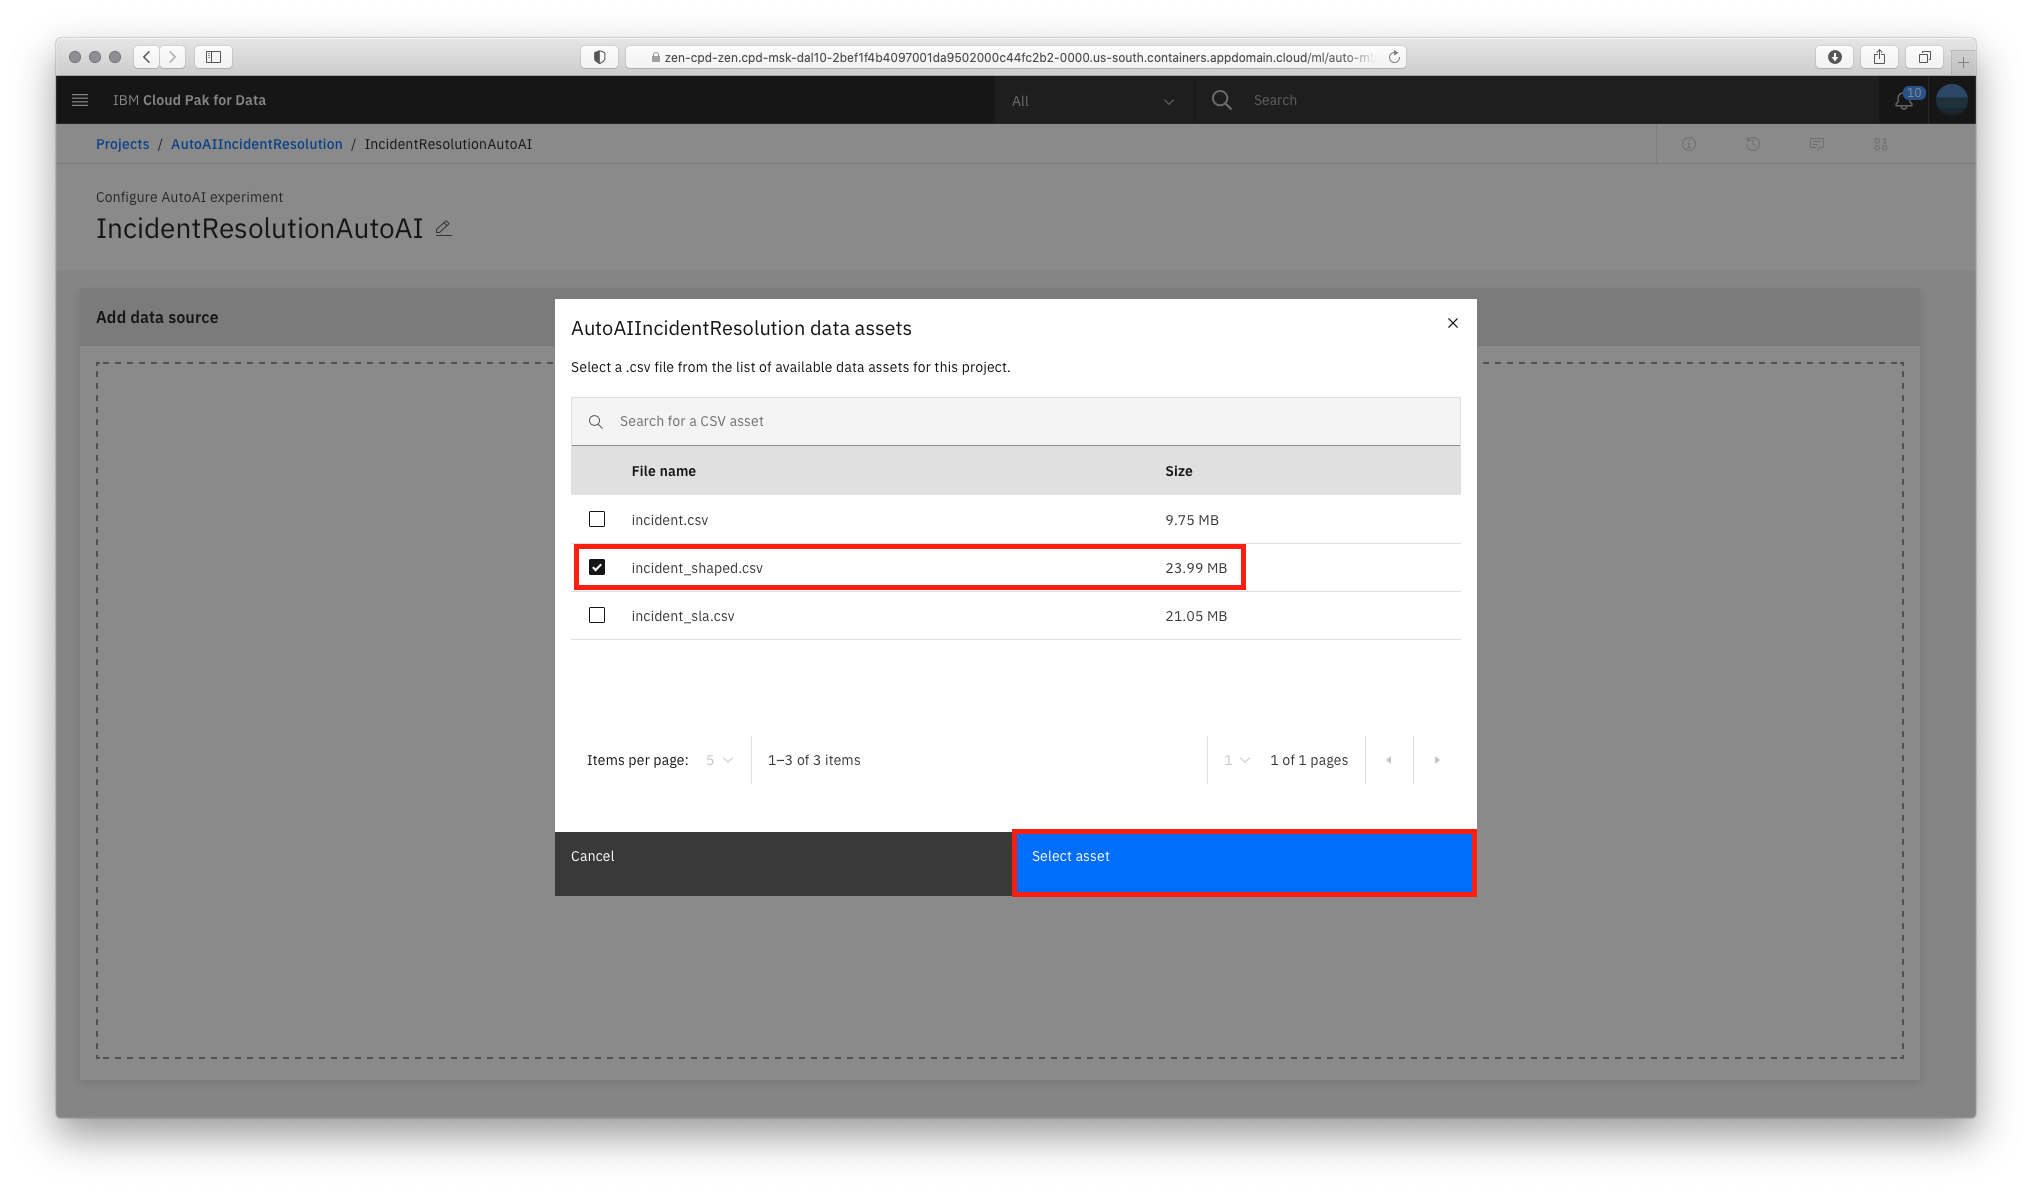 zen-cpd-zen.cpd-msk-dal10-2bef1f4b4097001da9502000c44fc2b2-0000.us-south.containers.appdomain.cloud/ml/auto-ml
IBM Cloud Pak for Data
All
Search
10
Projects / AutoAIIncidentResolution / IncidentResolutionAutoAI
Configure AutoAI experiment
IncidentResolutionAutoAI
Add data source
AutoAIIncidentResolution data assets
Select a .csv file from the list of available data assets for this project.
Search for a CSV asset
File name Size
incident.csv 9.75 MB
incident_shaped.csv 23.99 MB
incident_sla.csv 21.05 MB
Items per page: 5 1–3 of 3 items 1 1 of 1 pages
Cancel Select asset